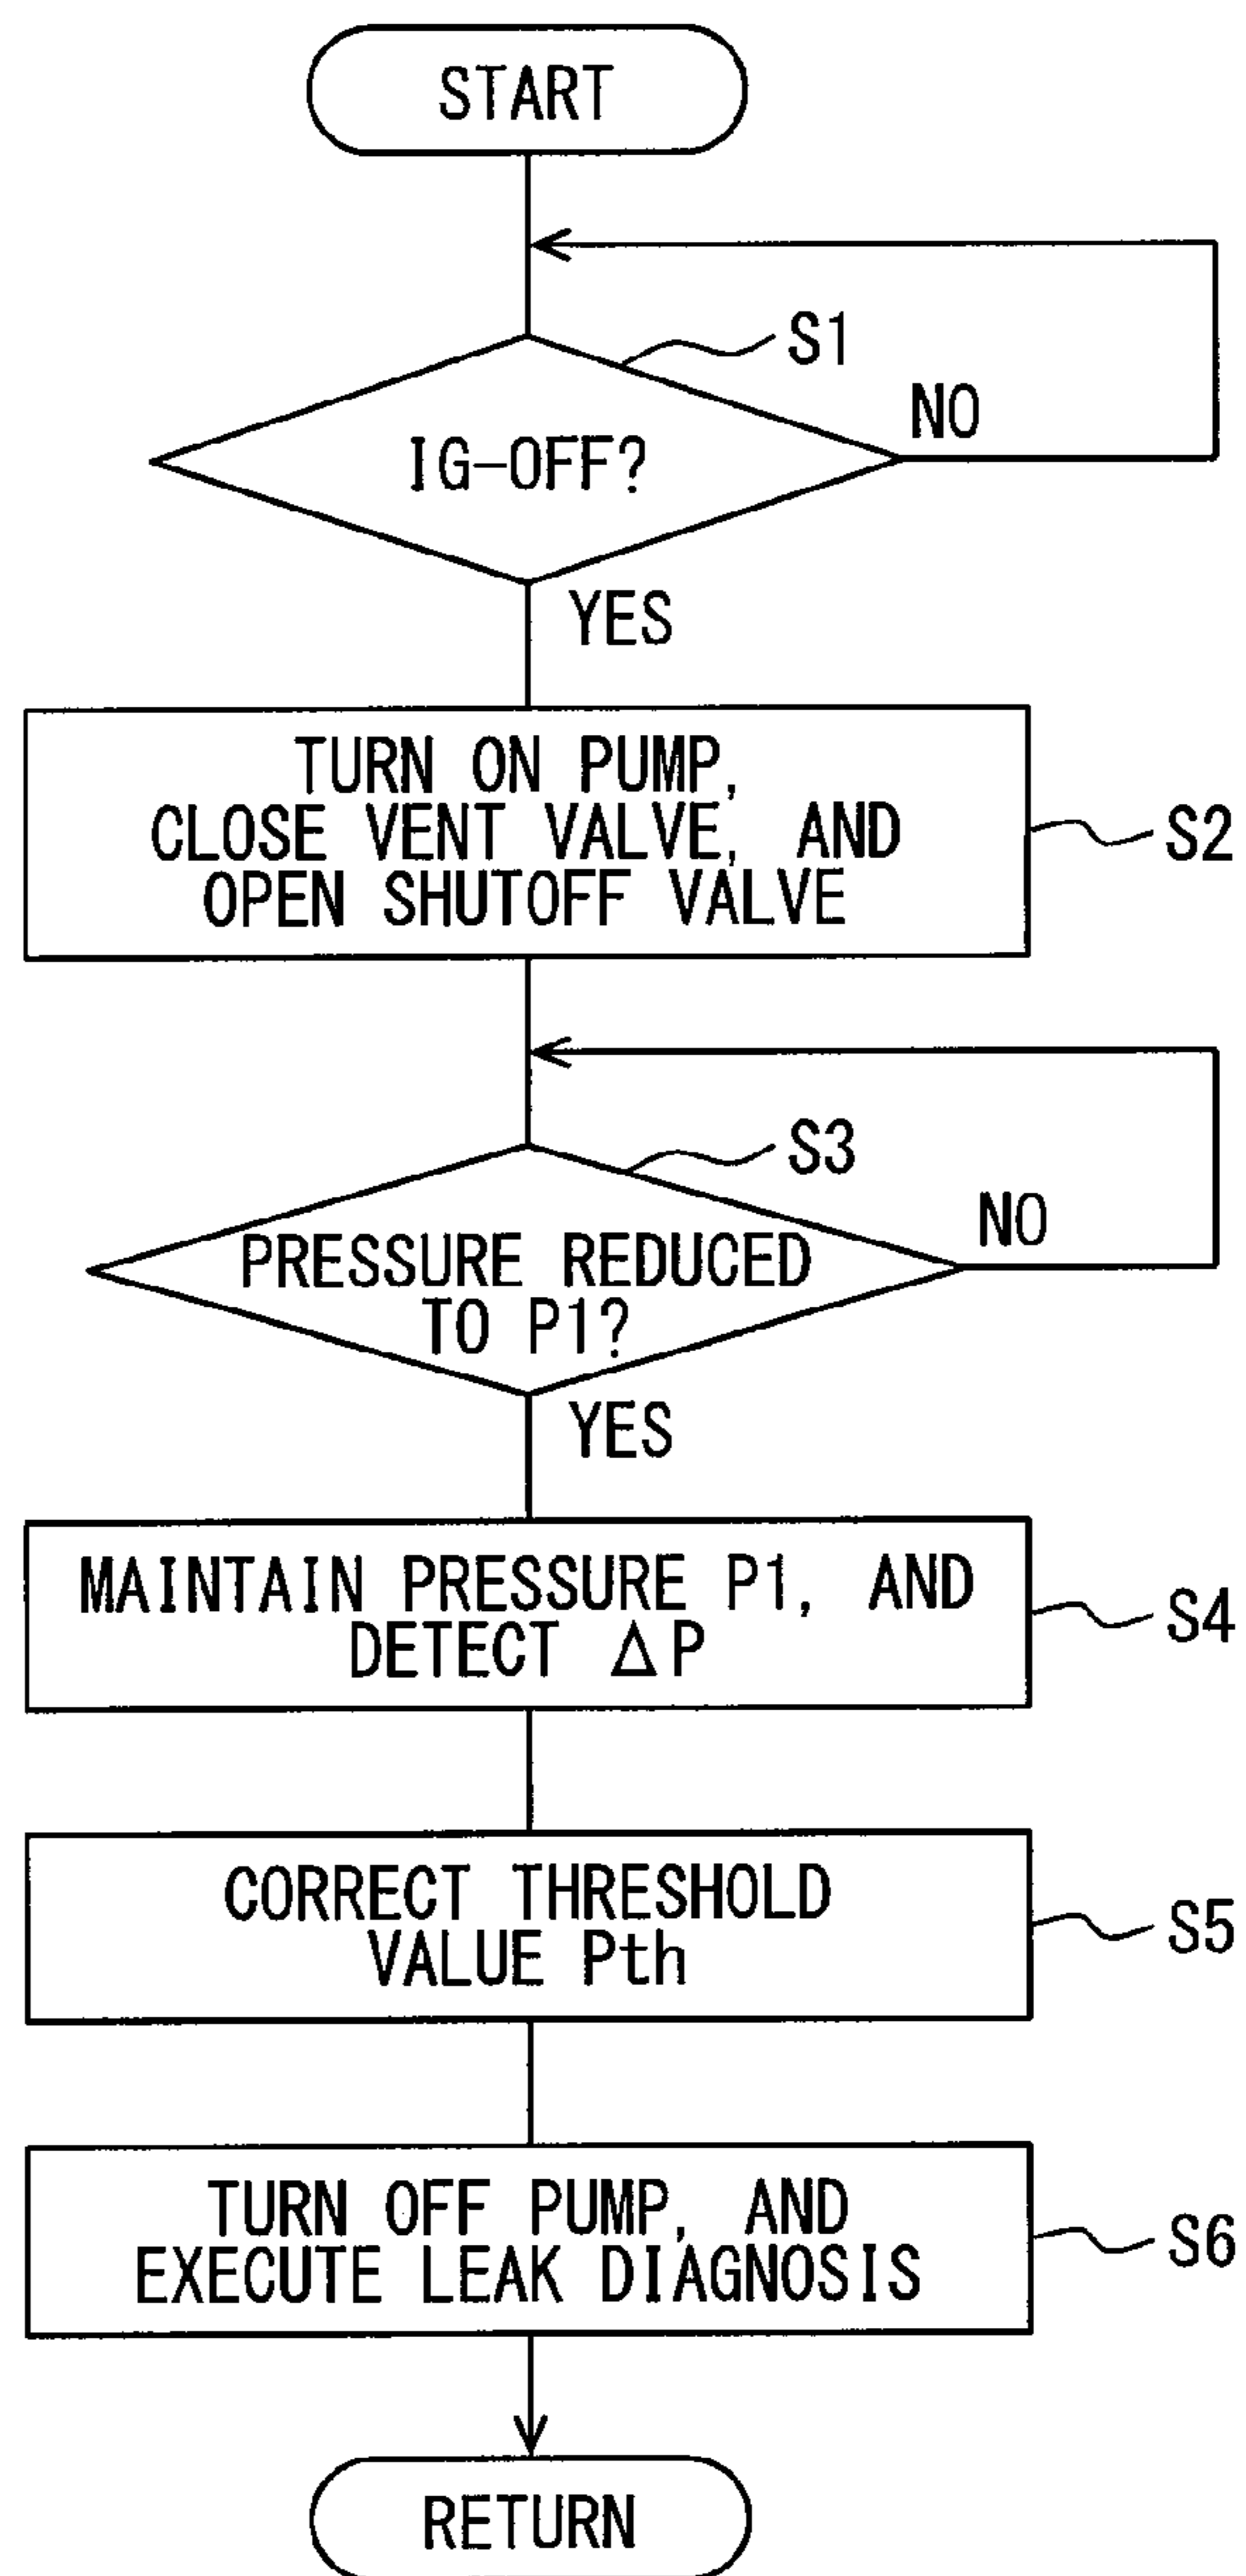 START
S1
NO
IG-OFF?
YES
TURN ON PUMP,
CLOSE VENT VALVE, AND
OPEN SHUTOFF VALVE
S2
S3
NO
PRESSURE REDUCED
TO P1?
YES
MAINTAIN PRESSURE P1, AND
DETECT ΔP
S4
CORRECT THRESHOLD
VALUE Pth
S5
TURN OFF PUMP, AND
EXECUTE LEAK DIAGNOSIS
S6
RETURN